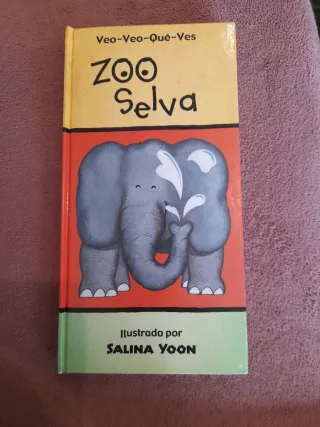 Veo-Veo-Qué-Ves
ZOO
Selva
Ilustrado por
SALINA YOON